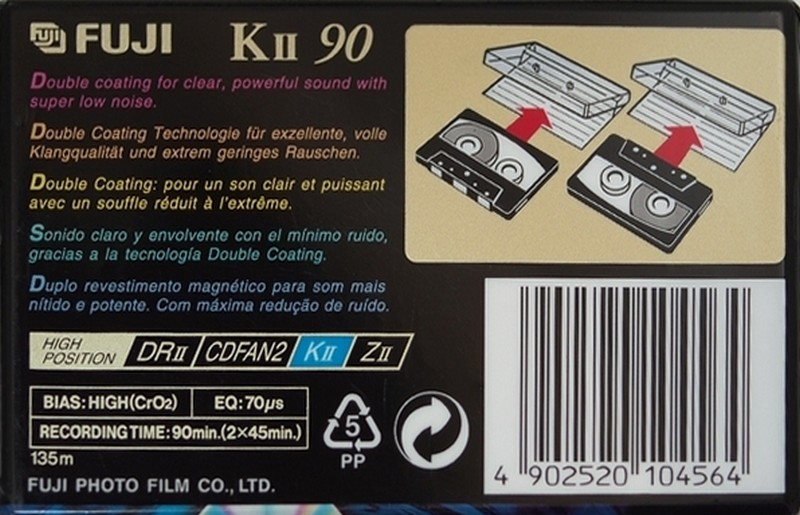 FUJI
FUJI KII 90
Double coating for clear, powerful sound with
super low noise.
Double Coating Technologie für exzellente, volle
Klangqualität und extrem geringes Rauschen.
Double Coating: pour un son clair et puissant
avec un souffle réduit à l'extrême.
Sonido claro y envolvente con el mínimo ruido,
gracias a la tecnología Double Coating.
Duplo revestimento magnético para som mais
nítido e potente. Com máxima redução de ruído.
HIGH
POSITION
DRII CDFAN2 KII ZII
BIAS:HIGH(CrO2) EQ:70µs
RECORDING TIME:90min.(2×45min.)
135m
5
PP
FUJI PHOTO FILM CO., LTD.
4 902520 104564